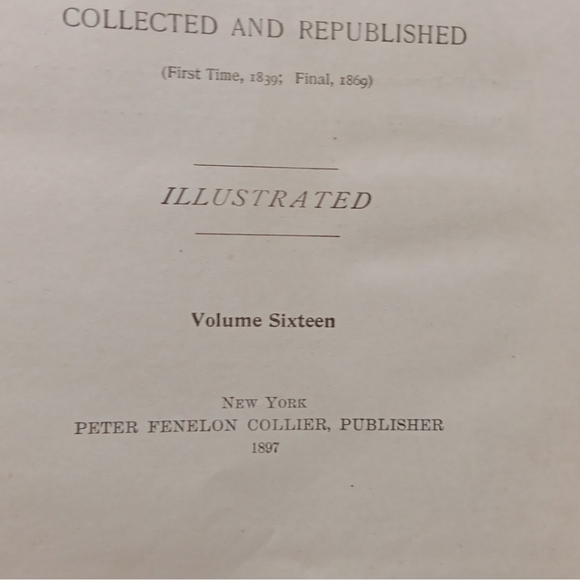 COLLECTED AND REPUBLISHED
(First Time, 1839; Final, 1869)
ILLUSTRATED
Volume Sixteen
NEW YORK
PETER FENELON COLLIER, PUBLISHER
1897